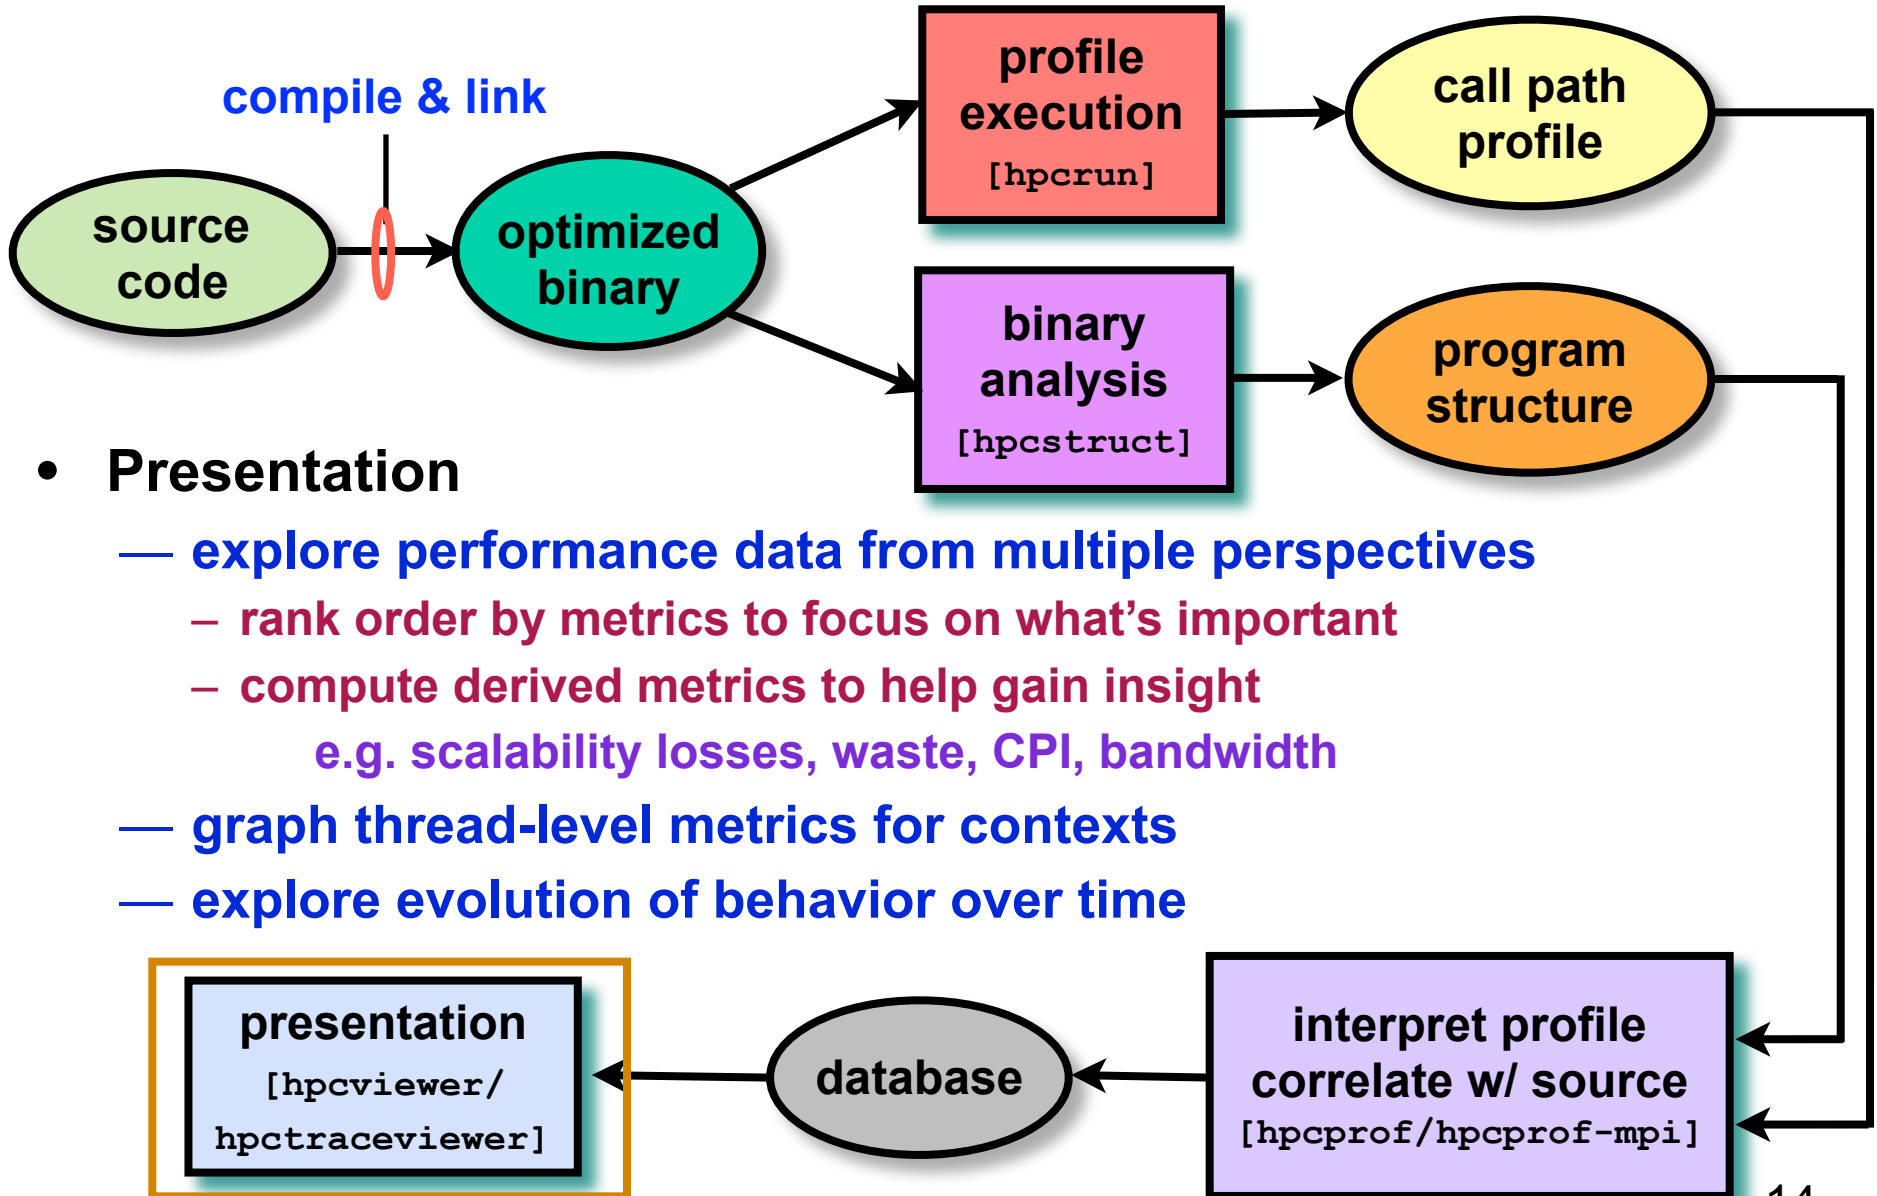 compile & link
source
code
optimized
binary
profile
execution
[hpcrun]
call path
profile
binary
analysis
[hpcstruct]
program
structure
• Presentation
— explore performance data from multiple perspectives
– rank order by metrics to focus on what’s important
– compute derived metrics to help gain insight
e.g. scalability losses, waste, CPI, bandwidth
— graph thread-level metrics for contexts
— explore evolution of behavior over time
presentation
[hpcviewer/
hpctraceviewer]
database
interpret profile
correlate w/ source
[hpcprof/hpcprof-mpi]
14